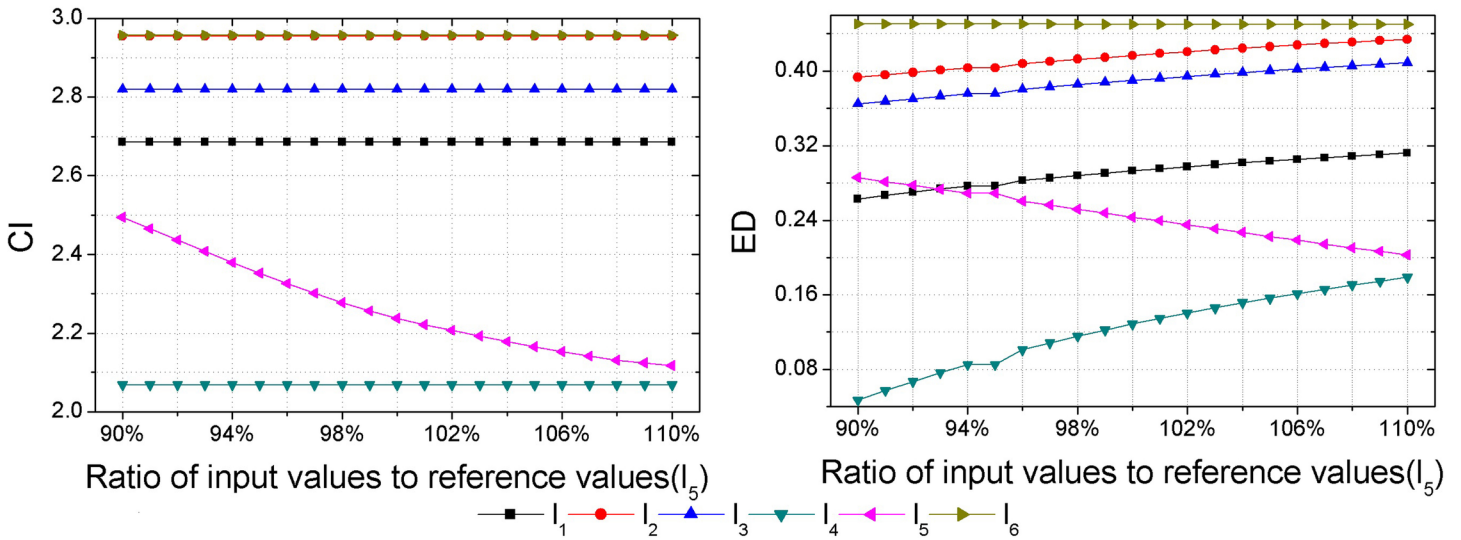 3.0
2.8
2.6
2.4
2.2
2.0
CI
90% 94% 98% 102% 106% 110%
Ratio of input values to reference values(I5)
0.40
0.32
0.24
0.16
0.08
ED
90% 94% 98% 102% 106% 110%
Ratio of input values to reference values(I5)
I1 I2 I3 I4 I5 I6